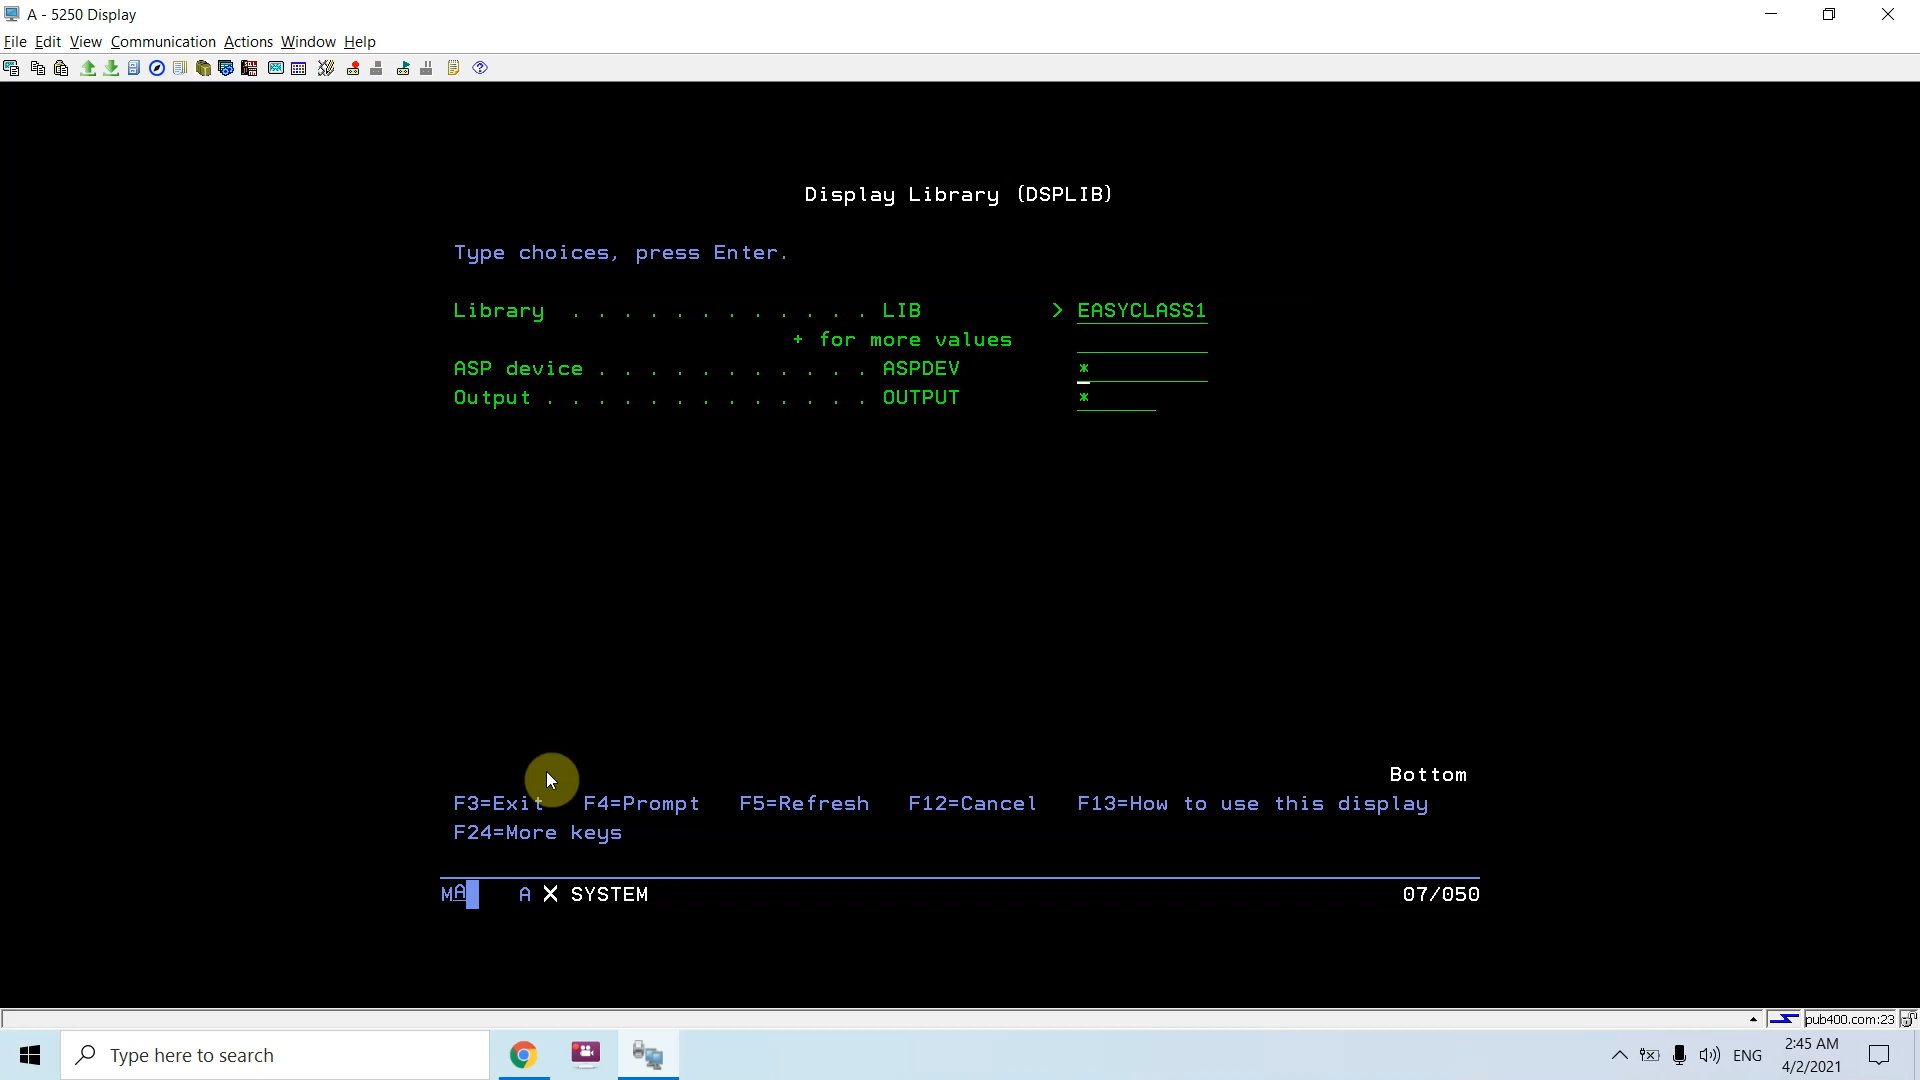 A - 5250 Display
File Edit View Communication Actions Window Help
Display Library (DSPLIB)
Type choices, press Enter.
Library . . . . . . . . . . . . LIB > EASYCLASS1
+ for more values
ASP device . . . . . . . . . . . ASPDEV *
Output . . . . . . . . . . . . . OUTPUT *
Bottom
F3=Exit F4=Prompt F5=Refresh F12=Cancel F13=How to use this display
F24=More keys
MA A X SYSTEM 07/050
pub400.com:23
Type here to search
ENG
2:45 AM
4/2/2021